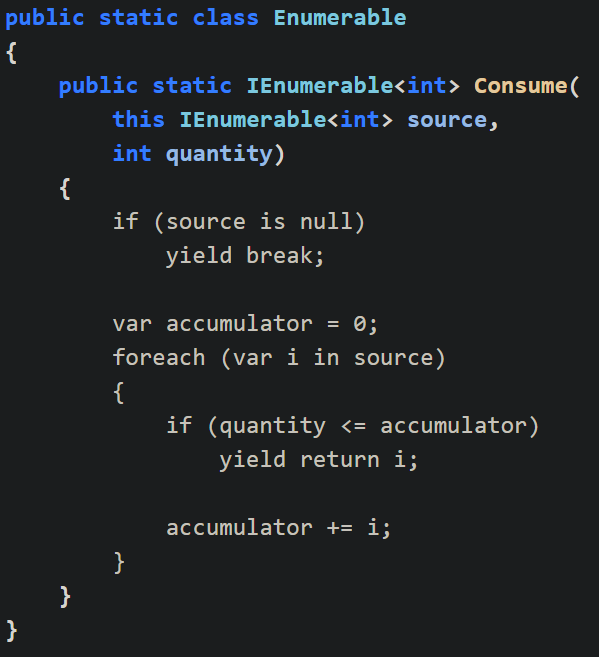 public static class Enumerable
{
    public static IEnumerable<int> Consume(
        this IEnumerable<int> source,
        int quantity)
    {
        if (source is null)
            yield break;

        var accumulator = 0;
        foreach (var i in source)
        {
            if (quantity <= accumulator)
                yield return i;

            accumulator += i;
        }
    }
}